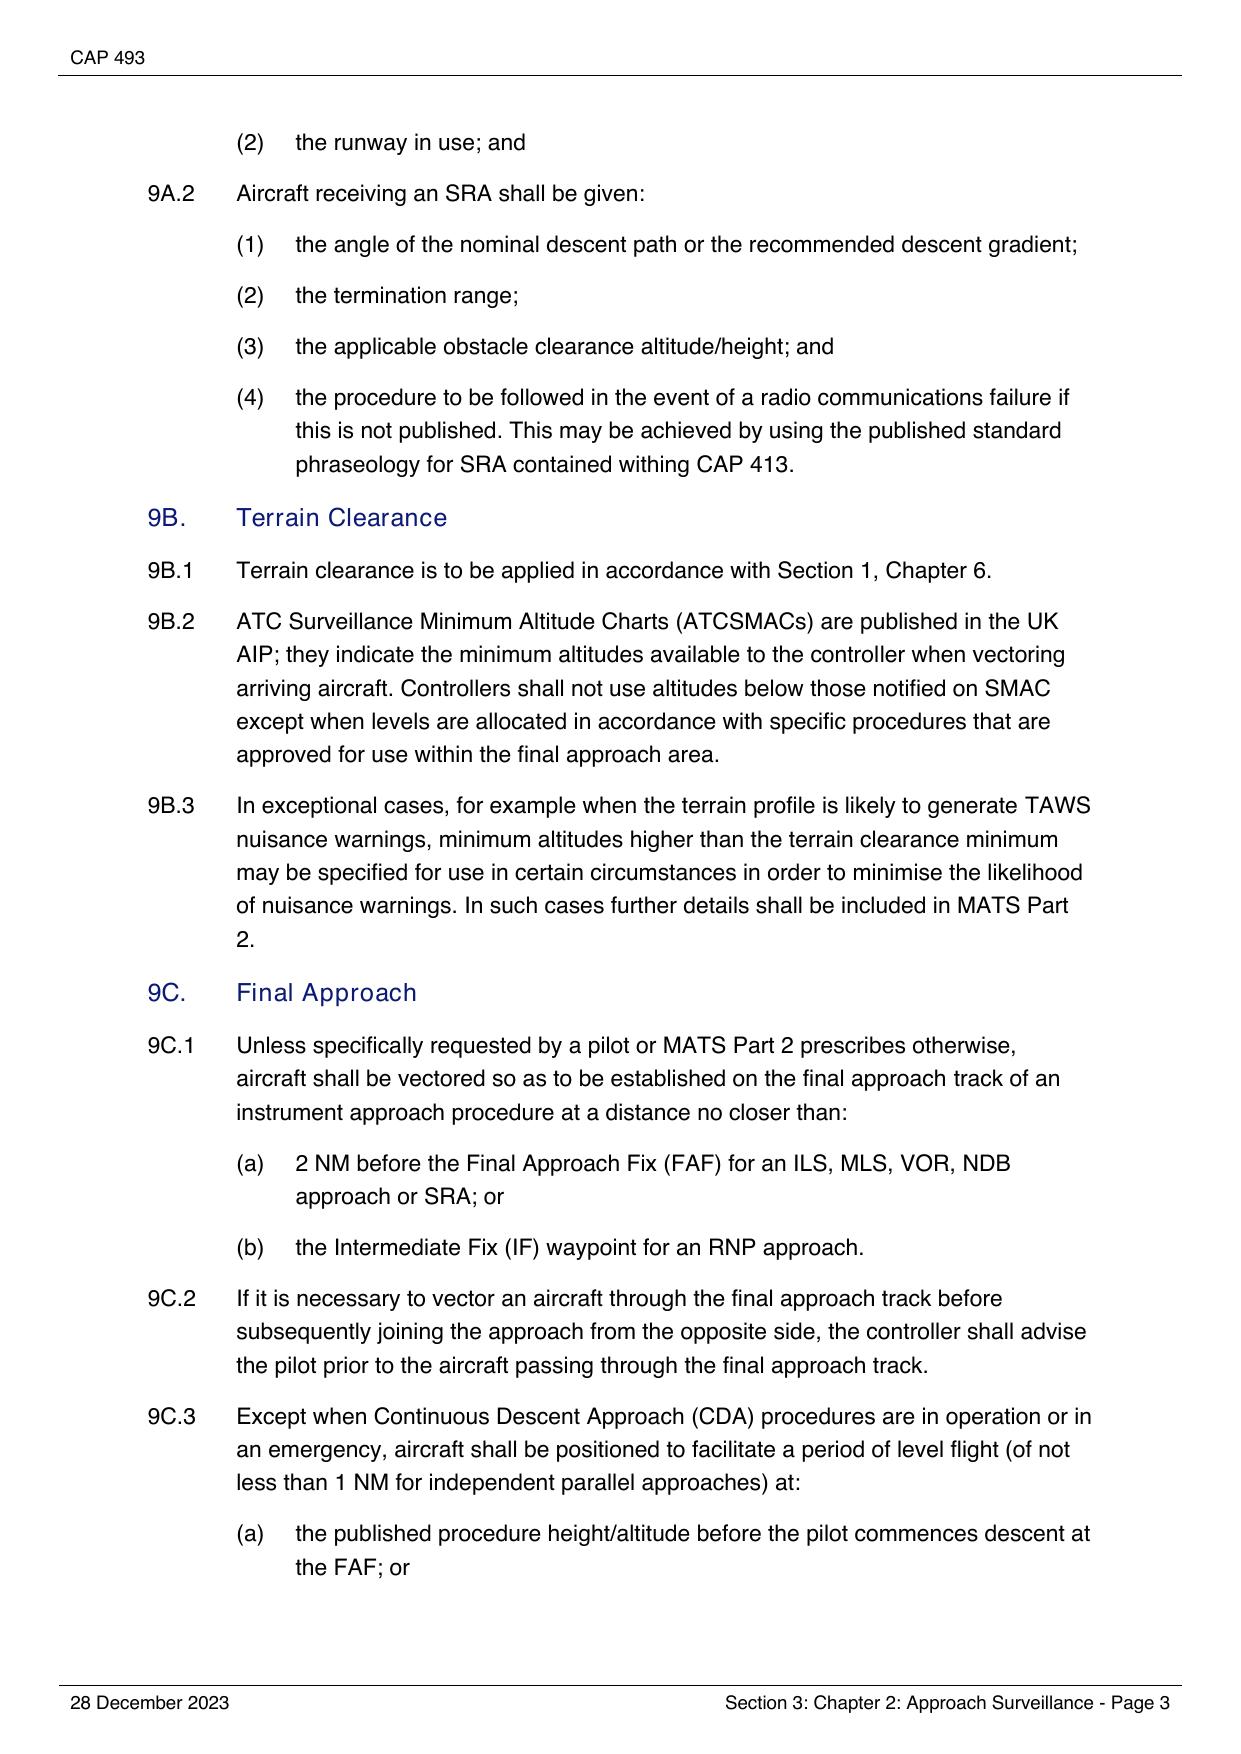 CAP 493
(2) the runway in use; and
9A.2 Aircraft receiving an SRA shall be given:
(1) the angle of the nominal descent path or the recommended descent gradient;
(2) the termination range;
(3) the applicable obstacle clearance altitude/height; and
(4) the procedure to be followed in the event of a radio communications failure if
this is not published. This may be achieved by using the published standard
phraseology for SRA contained withing CAP 413.
9B. Terrain Clearance
9B.1 Terrain clearance is to be applied in accordance with Section 1, Chapter 6.
9B.2 ATC Surveillance Minimum Altitude Charts (ATCSMACs) are published in the UK
AIP; they indicate the minimum altitudes available to the controller when vectoring
arriving aircraft. Controllers shall not use altitudes below those notified on SMAC
except when levels are allocated in accordance with specific procedures that are
approved for use within the final approach area.
9B.3 In exceptional cases, for example when the terrain profile is likely to generate TAWS
nuisance warnings, minimum altitudes higher than the terrain clearance minimum
may be specified for use in certain circumstances in order to minimise the likelihood
of nuisance warnings. In such cases further details shall be included in MATS Part
2.
9C. Final Approach
9C.1 Unless specifically requested by a pilot or MATS Part 2 prescribes otherwise,
aircraft shall be vectored so as to be established on the final approach track of an
instrument approach procedure at a distance no closer than:
(a) 2 NM before the Final Approach Fix (FAF) for an ILS, MLS, VOR, NDB
approach or SRA; or
(b) the Intermediate Fix (IF) waypoint for an RNP approach.
9C.2 If it is necessary to vector an aircraft through the final approach track before
subsequently joining the approach from the opposite side, the controller shall advise
the pilot prior to the aircraft passing through the final approach track.
9C.3 Except when Continuous Descent Approach (CDA) procedures are in operation or in
an emergency, aircraft shall be positioned to facilitate a period of level flight (of not
less than 1 NM for independent parallel approaches) at:
(a) the published procedure height/altitude before the pilot commences descent at
the FAF; or
28 December 2023 Section 3: Chapter 2: Approach Surveillance - Page 3